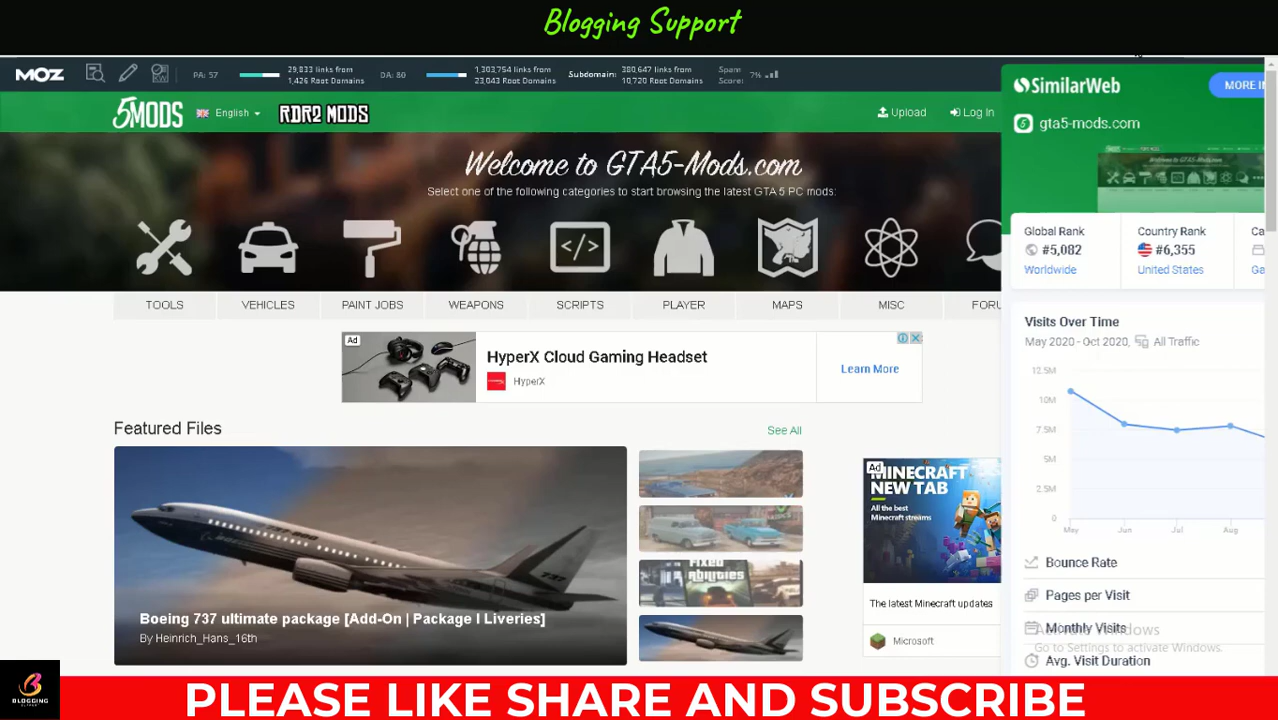 Blogging Support
MOZ
PA: 57
29,833 links from
1,426 Root Domains
DA: 80
1,303,754 links from
23,043 Root Domains
Subdomain:
380,647 links from
10,720 Root Domains
Spam
Score: 7%
5MODS
English
RDR2 MODS
Upload
Log In
Welcome to GTA5-Mods.com
Select one of the following categories to start browsing the latest GTA 5 PC mods:
TOOLS
VEHICLES
PAINT JOBS
WEAPONS
SCRIPTS
PLAYER
MAPS
MISC
FORU
SimilarWeb
MORE IN
gta5-mods.com
Global Rank
#5,082
Worldwide
Country Rank
#6,355
United States
Ca
Ga
Visits Over Time
May 2020 - Oct 2020, All Traffic
12.5M
10M
7.5M
5M
2.5M
0
May
Jun
Jul
Aug
Bounce Rate
Pages per Visit
Monthly Visits
Avg. Visit Duration
Activate Windows
Go to Settings to activate Windows.
Ad
HyperX Cloud Gaming Headset
HyperX
Learn More
Featured Files
See All
Boeing 737 ultimate package [Add-On | Package I Liveries]
By Heinrich_Hans_16th
FIXED
ABILITIES
Ad
MINECRAFT
NEW TAB
All the best
Minecraft streams
The latest Minecraft updates
Microsoft
BLOGGING
PLEASE LIKE SHARE AND SUBSCRIBE